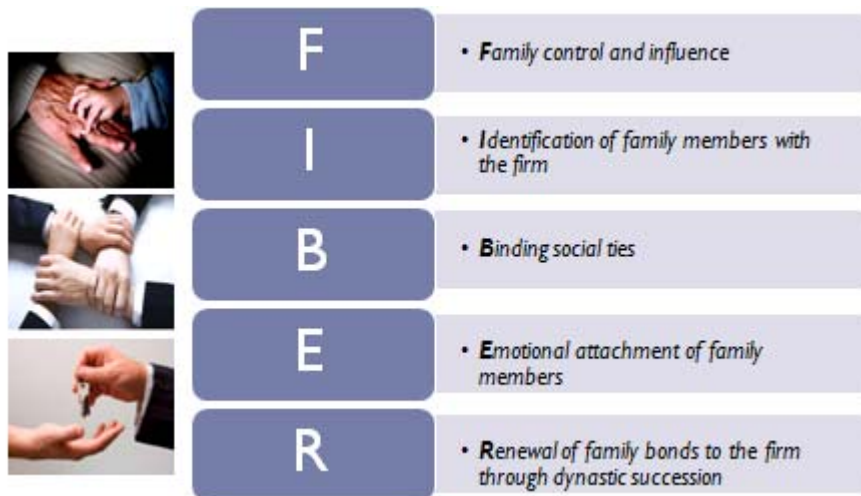 F
• Family control and influence
I
• Identification of family members with
the firm
B
• Binding social ties
E
• Emotional attachment of family
members
R
• Renewal of family bonds to the firm
through dynastic succession